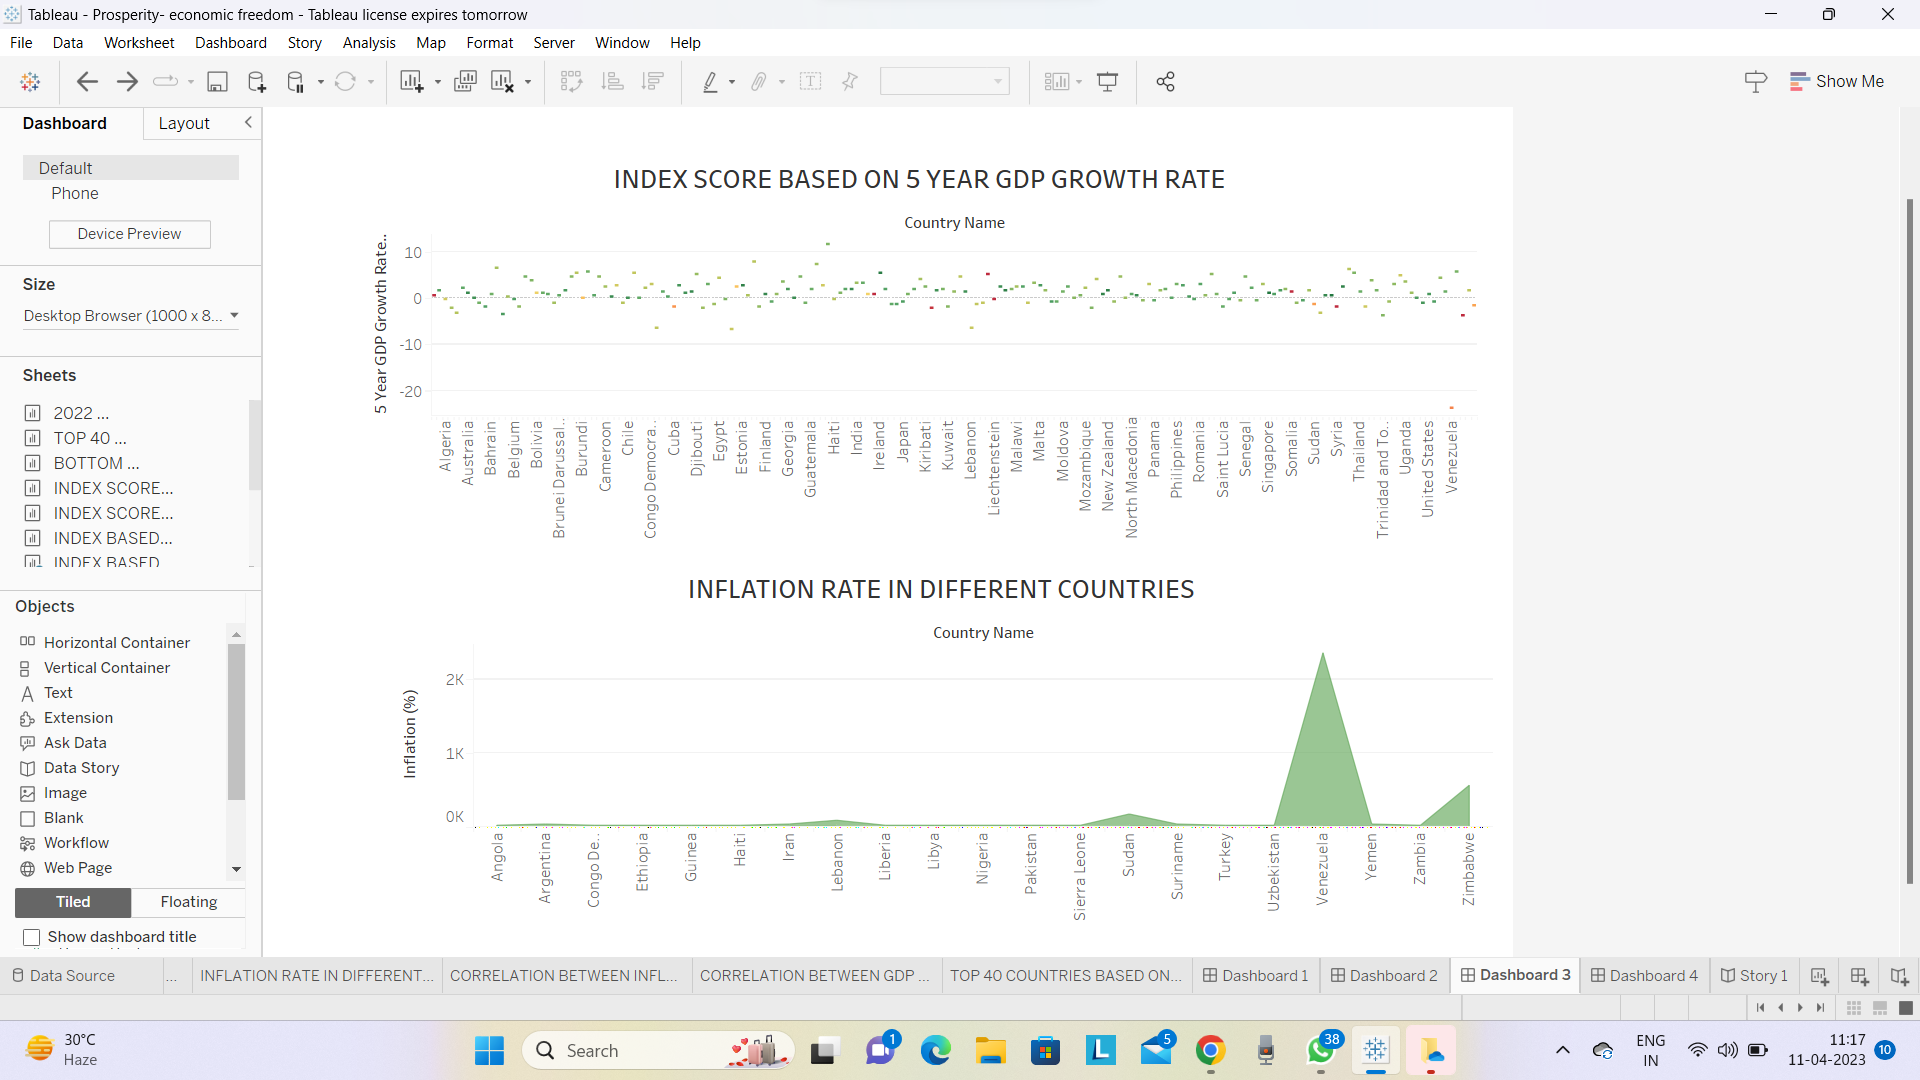 Tableau - Prosperity- economic freedom - Tableau license expires tomorrow
File Data Worksheet Dashboard Story Analysis Map Format Server Window Help
Show Me
Dashboard Layout
Default
Phone
Device Preview
Size
Desktop Browser (1000 x 8...
Sheets
2022 ...
TOP 40 ...
BOTTOM ...
INDEX SCORE...
INDEX SCORE...
INDEX BASED...
INDEX BASED
Objects
Horizontal Container
Vertical Container
Text
Extension
Ask Data
Data Story
Image
Blank
Workflow
Web Page
Tiled Floating
Show dashboard title
INDEX SCORE BASED ON 5 YEAR GDP GROWTH RATE
Country Name
5 Year GDP Growth Rate..
10
0
-10
-20
Algeria Australia Bahrain Belgium Bolivia Brunei Darussal.. Burundi Cameroon Chile Congo Democra.. Cuba Djibouti Egypt Estonia Finland Georgia Guatemala Haiti India Ireland Japan Kiribati Kuwait Lebanon Liechtenstein Malawi Malta Moldova Mozambique New Zealand North Macedonia Panama Philippines Romania Saint Lucia Senegal Singapore Somalia Sudan Syria Thailand Trinidad and To.. Uganda United States Venezuela
INFLATION RATE IN DIFFERENT COUNTRIES
Country Name
Inflation (%)
2K
1K
0K
Angola Argentina Congo De.. Ethiopia Guinea Haiti Iran Lebanon Liberia Libya Nigeria Pakistan Sierra Leone Sudan Suriname Turkey Uzbekistan Venezuela Yemen Zambia Zimbabwe
Data Source ... INFLATION RATE IN DIFFERENT... CORRELATION BETWEEN INFL... CORRELATION BETWEEN GDP ... TOP 40 COUNTRIES BASED ON... Dashboard 1 Dashboard 2 Dashboard 3 Dashboard 4 Story 1
30°C
Haze
Search
1
5
38
ENG
IN
11:17
11-04-2023
10